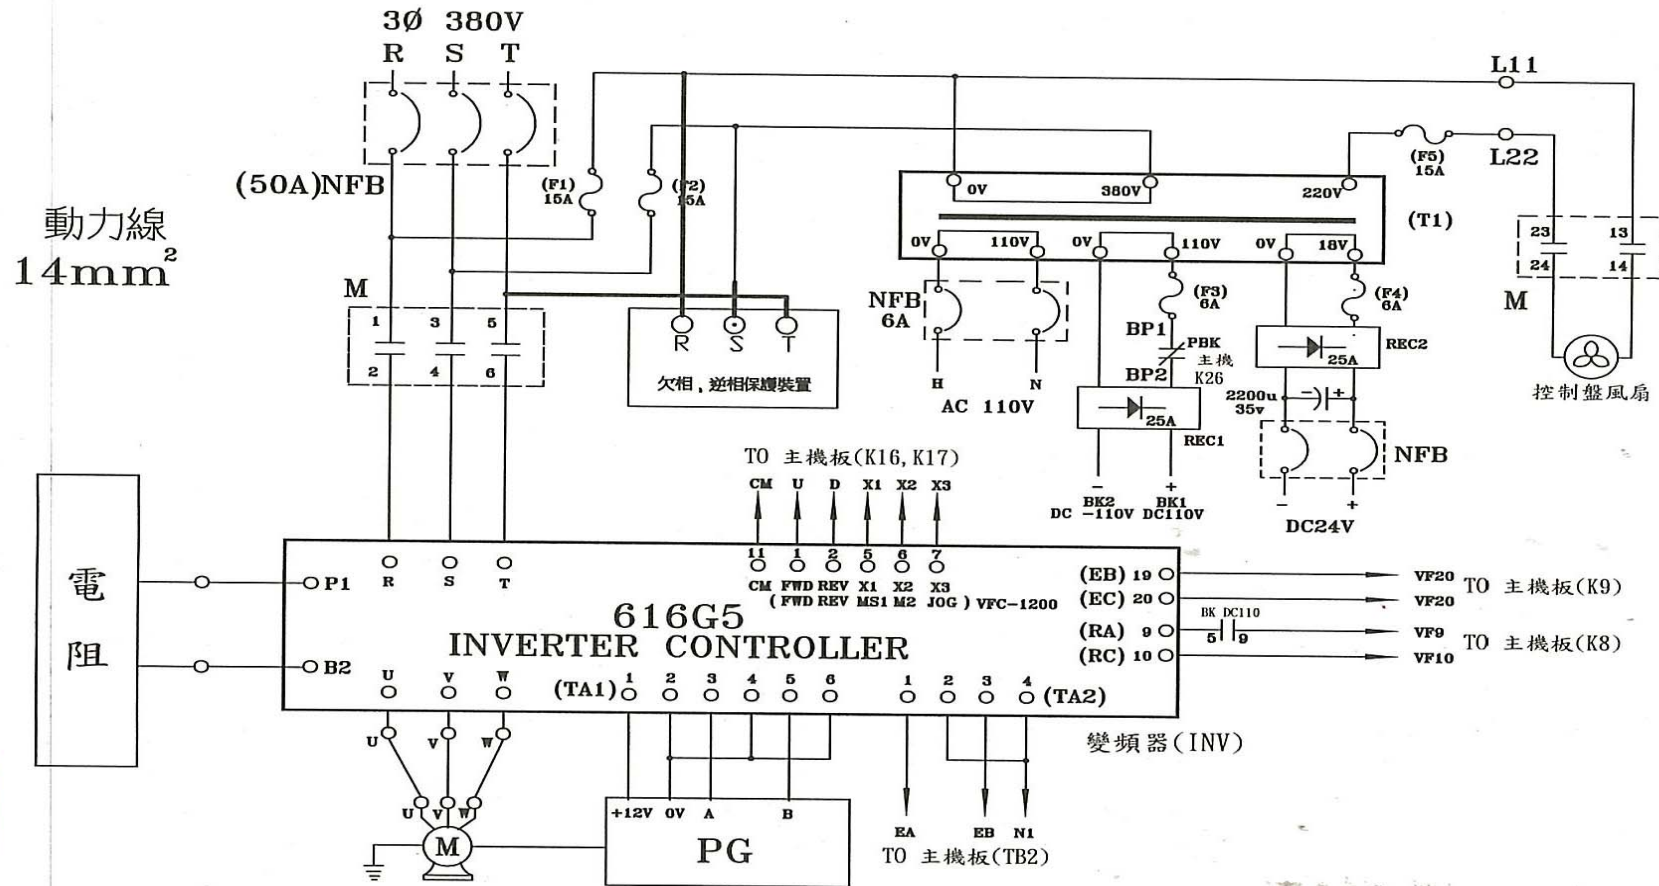 3Ø 380V
R S T
L11
L22
(F5)
15A
(50A)NFB
(F1)
15A
(F2)
15A
0V 380V 220V
(T1)
0V 110V 0V 110V 0V 18V
動力線
14mm²
M
1 3 5
2 4 6
R S T
欠相,逆相保護裝置
NFB
6A
H N
AC 110V
(F3)
6A
BP1
PBK
主機
K26
BP2
25A
REC1
- +
BK2 BK1
DC -110V DC110V
(F4)
6A
25A
REC2
2200u
35v
- +
NFB
- +
DC24V
23 13
24 14
M
控制盤風扇
TO 主機板(K16,K17)
CM U D X1 X2 X3
11 1 2 5 6 7
CM FWD REV X1 X2 X3
( FWD REV MS1 M2 JOG ) VFC-1200
電阻
P1
B2
R S T
616G5
INVERTER CONTROLLER
(EB) 19 VF20
(EC) 20 VF20
TO 主機板(K9)
BK DC110
(RA) 9 5 9 VF9
(RC) 10 VF10
TO 主機板(K8)
U V W
(TA1) 1 2 3 4 5 6
1 2 3 4 (TA2)
變頻器(INV)
U V W
U V W
M
+12V 0V A B
PG
EA EB N1
TO 主機板(TB2)